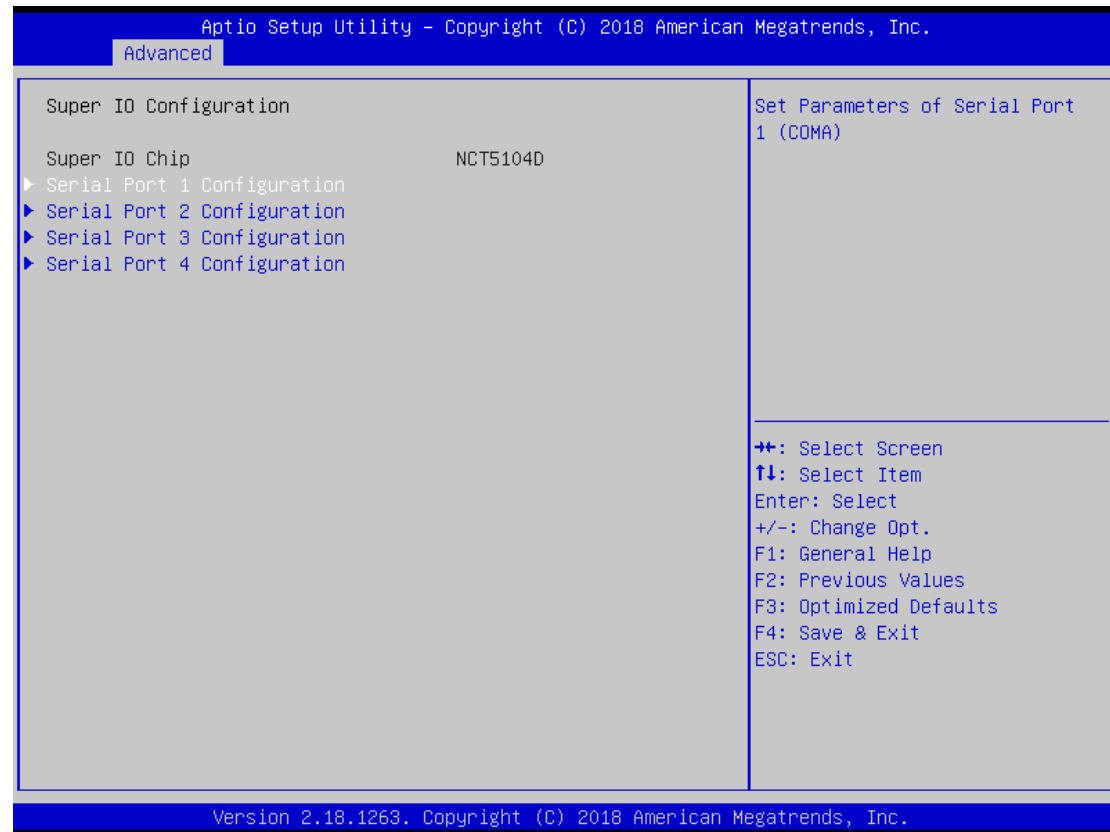 Aptio Setup Utility – Copyright (C) 2018 American Megatrends, Inc.
Advanced
Super IO Configuration
Super IO Chip NCT5104D
▶ Serial Port 1 Configuration
▶ Serial Port 2 Configuration
▶ Serial Port 3 Configuration
▶ Serial Port 4 Configuration
Set Parameters of Serial Port
1 (COMA)
→←: Select Screen
↑↓: Select Item
Enter: Select
+/-: Change Opt.
F1: General Help
F2: Previous Values
F3: Optimized Defaults
F4: Save & Exit
ESC: Exit
Version 2.18.1263. Copyright (C) 2018 American Megatrends, Inc.